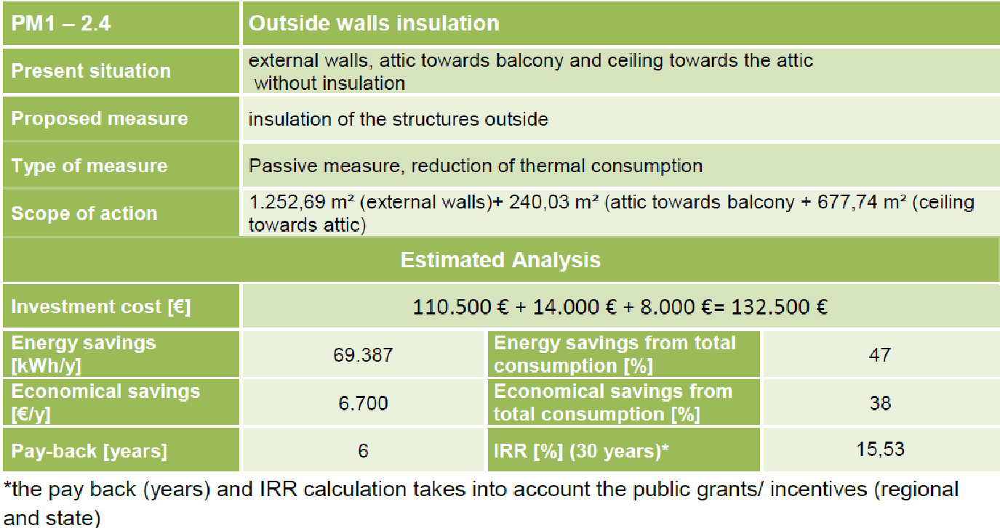 PM1 – 2.4
Outside walls insulation
Present situation
external walls, attic towards balcony and ceiling towards the attic
without insulation
Proposed measure
insulation of the structures outside
Type of measure
Passive measure, reduction of thermal consumption
Scope of action
1.252,69 m² (external walls)+ 240,03 m² (attic towards balcony + 677,74 m² (ceiling
towards attic)
Estimated Analysis
Investment cost [€]
110.500 € + 14.000 € + 8.000 €= 132.500 €
Energy savings
[kWh/y]
69.387
Energy savings from total
consumption [%]
47
Economical savings
[€/y]
6.700
Economical savings from
total consumption [%]
38
Pay-back [years]
6
IRR [%] (30 years)*
15,53
*the pay back (years) and IRR calculation takes into account the public grants/ incentives (regional
and state)